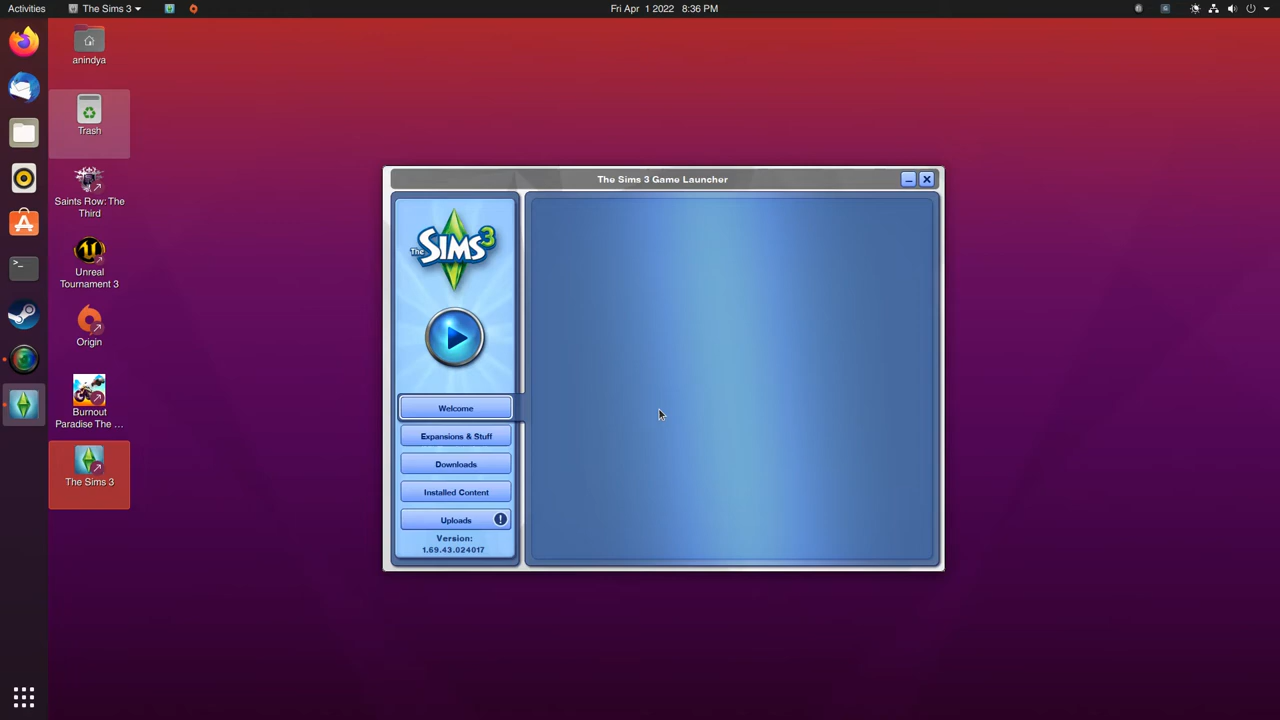 Activities
The Sims 3
Fri Apr 1 2022 8:36 PM
anindya
Trash
Saints Row: The
Third
Unreal
Tournament 3
Origin
Burnout
Paradise The ...
The Sims 3
The Sims 3 Game Launcher
The SIMS 3
Welcome
Expansions & Stuff
Downloads
Installed Content
Uploads
Version:
1.69.43.024017